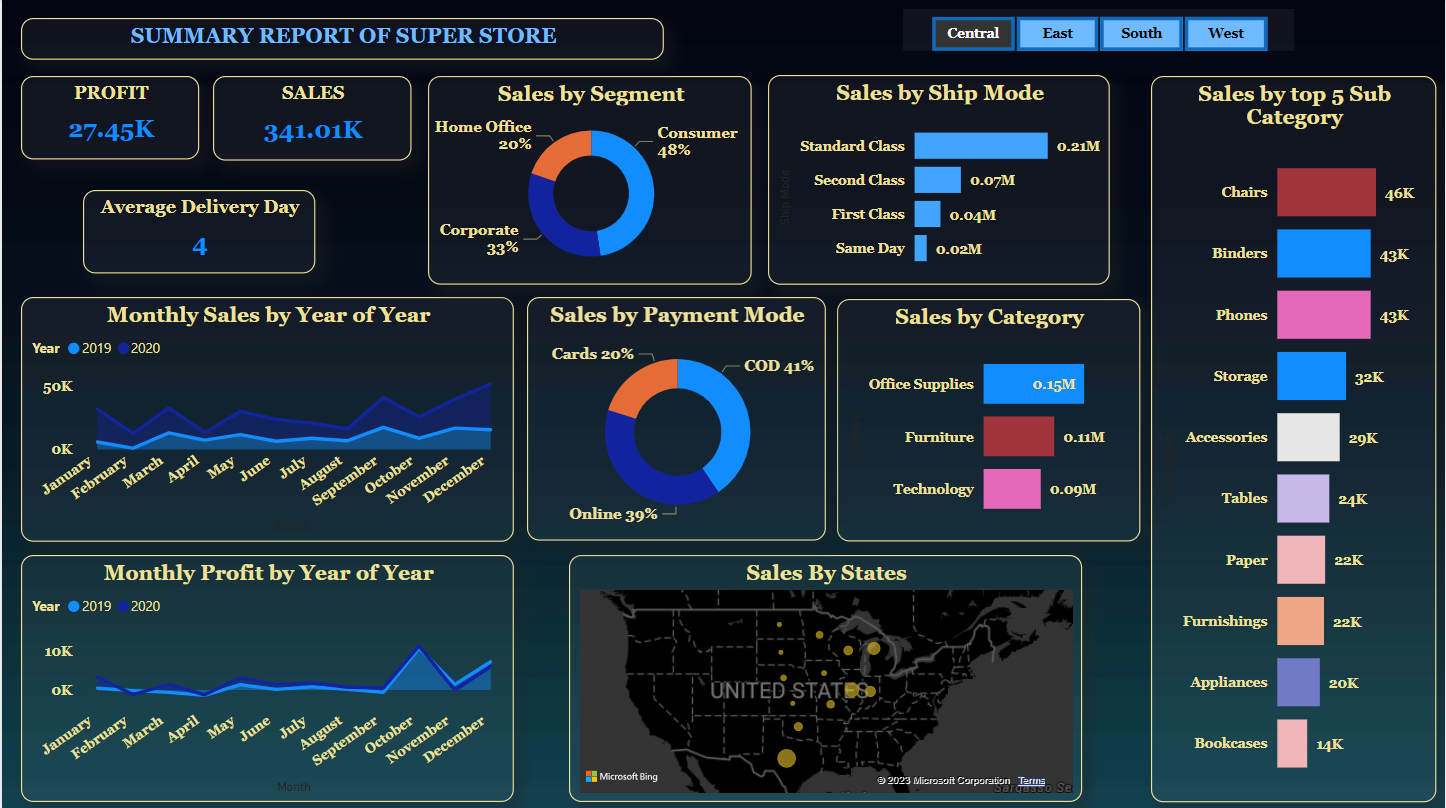 SUMMARY REPORT OF SUPER STORE
Central
East
South
West
PROFIT
27.45K
SALES
341.01K
Average Delivery Day
4
Sales by Segment
Home Office
20%
Consumer
48%
Corporate
33%
Sales by Ship Mode
Ship Mode
Standard Class
0.21M
Second Class
0.07M
First Class
0.04M
Same Day
0.02M
Sales by top 5 Sub
Category
Chairs
46K
Binders
43K
Phones
43K
Storage
32K
Accessories
29K
Tables
24K
Paper
22K
Furnishings
22K
Appliances
20K
Bookcases
14K
Monthly Sales by Year of Year
Year 2019 2020
50K
0K
January
February
March
April
May
June
July
August
September
October
November
December
Sales by Payment Mode
Cards 20%
COD 41%
Online 39%
Sales by Category
Office Supplies
0.15M
Furniture
0.11M
Technology
0.09M
Monthly Profit by Year of Year
Year 2019 2020
10K
0K
January
February
March
April
May
June
July
August
September
October
November
December
Month
Sales By States
UNITED STATES
Microsoft Bing
© 2023 Microsoft Corporation Terms
Sargasso Se